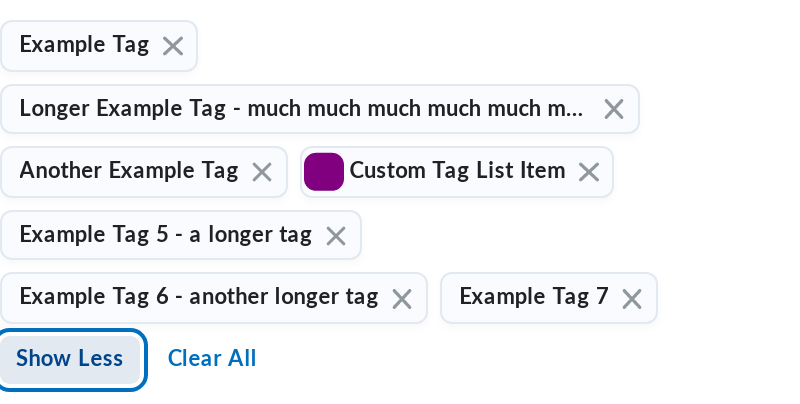 Example Tag
Longer Example Tag - much much much much much m...
Another Example Tag Custom Tag List Item
Example Tag 5 - a longer tag
Example Tag 6 - another longer tag Example Tag 7
Show Less Clear All